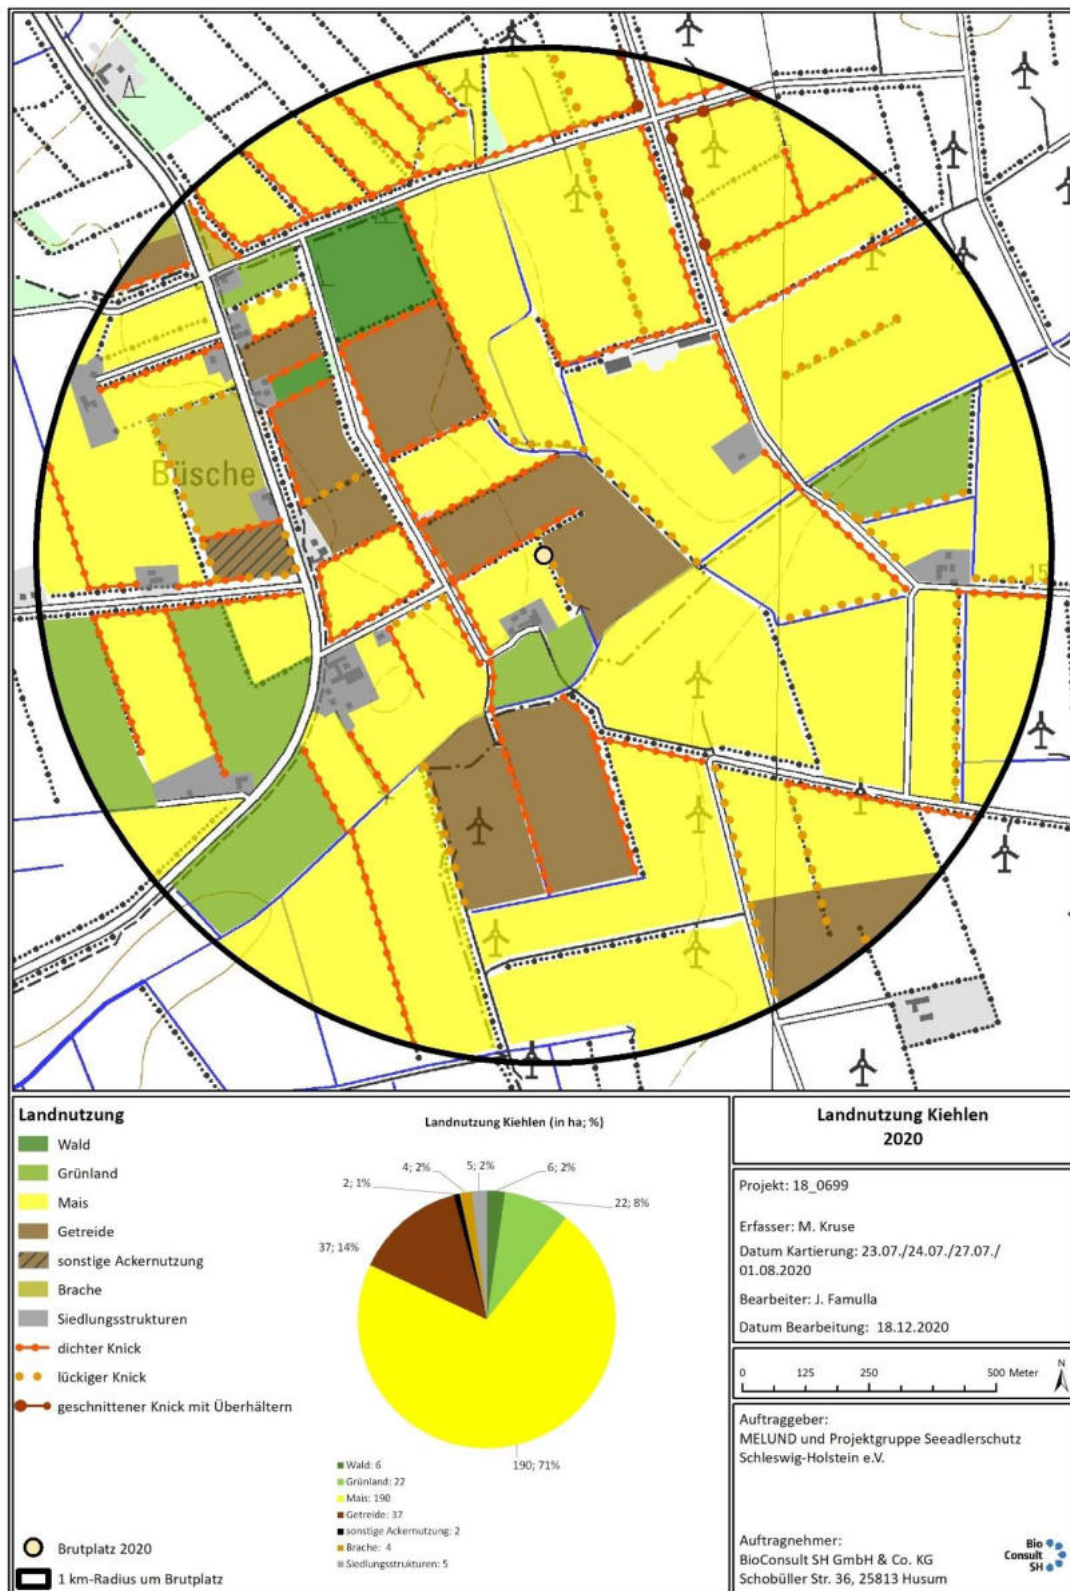 Büsche
15
Landnutzung
Wald
Grünland
Mais
Getreide
sonstige Ackernutzung
Brache
Siedlungsstrukturen
dichter Knick
lückiger Knick
geschnittener Knick mit Überhältern
Brutplatz 2020
1 km-Radius um Brutplatz
Landnutzung Kiehlen (in ha; %)
4; 2%
5; 2%
6; 2%
2; 1%
22; 8%
37; 14%
190; 71%
Wald: 6
Grünland: 22
Mais: 190
Getreide: 37
sonstige Ackernutzung: 2
Brache: 4
Siedlungsstrukturen: 5
Landnutzung Kiehlen
2020
Projekt: 18_0699
Erfasser: M. Kruse
Datum Kartierung: 23.07./24.07./27.07./
01.08.2020
Bearbeiter: J. Famulla
Datum Bearbeitung: 18.12.2020
0 125 250 500 Meter
N
Auftraggeber:
MELUND und Projektgruppe Seeadlerschutz
Schleswig-Holstein e.V.
Auftragnehmer:
BioConsult SH GmbH & Co. KG
Schobüller Str. 36, 25813 Husum
Bio
Consult
SH